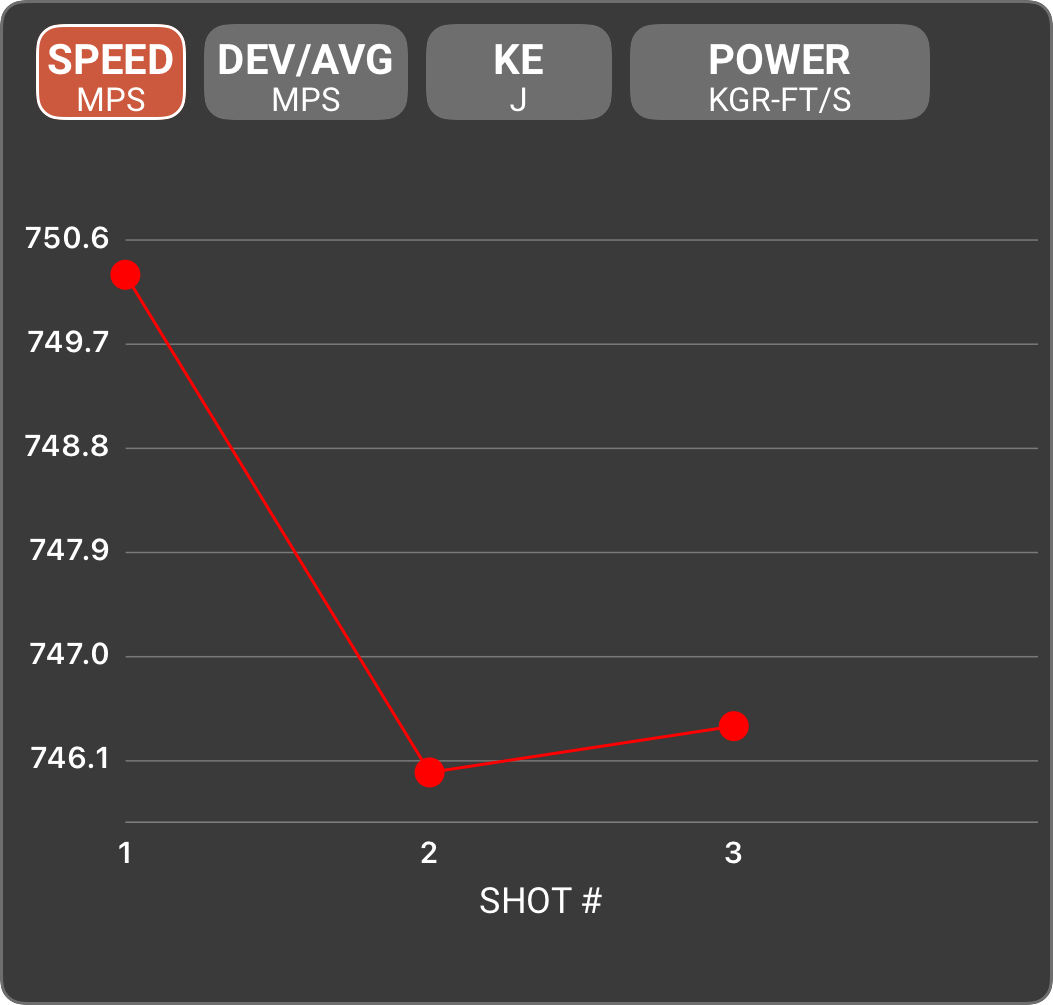 SPEED
MPS
DEV/AVG
MPS
KE
J
POWER
KGR-FT/S
750.6
749.7
748.8
747.9
747.0
746.1
1 2 3
SHOT #